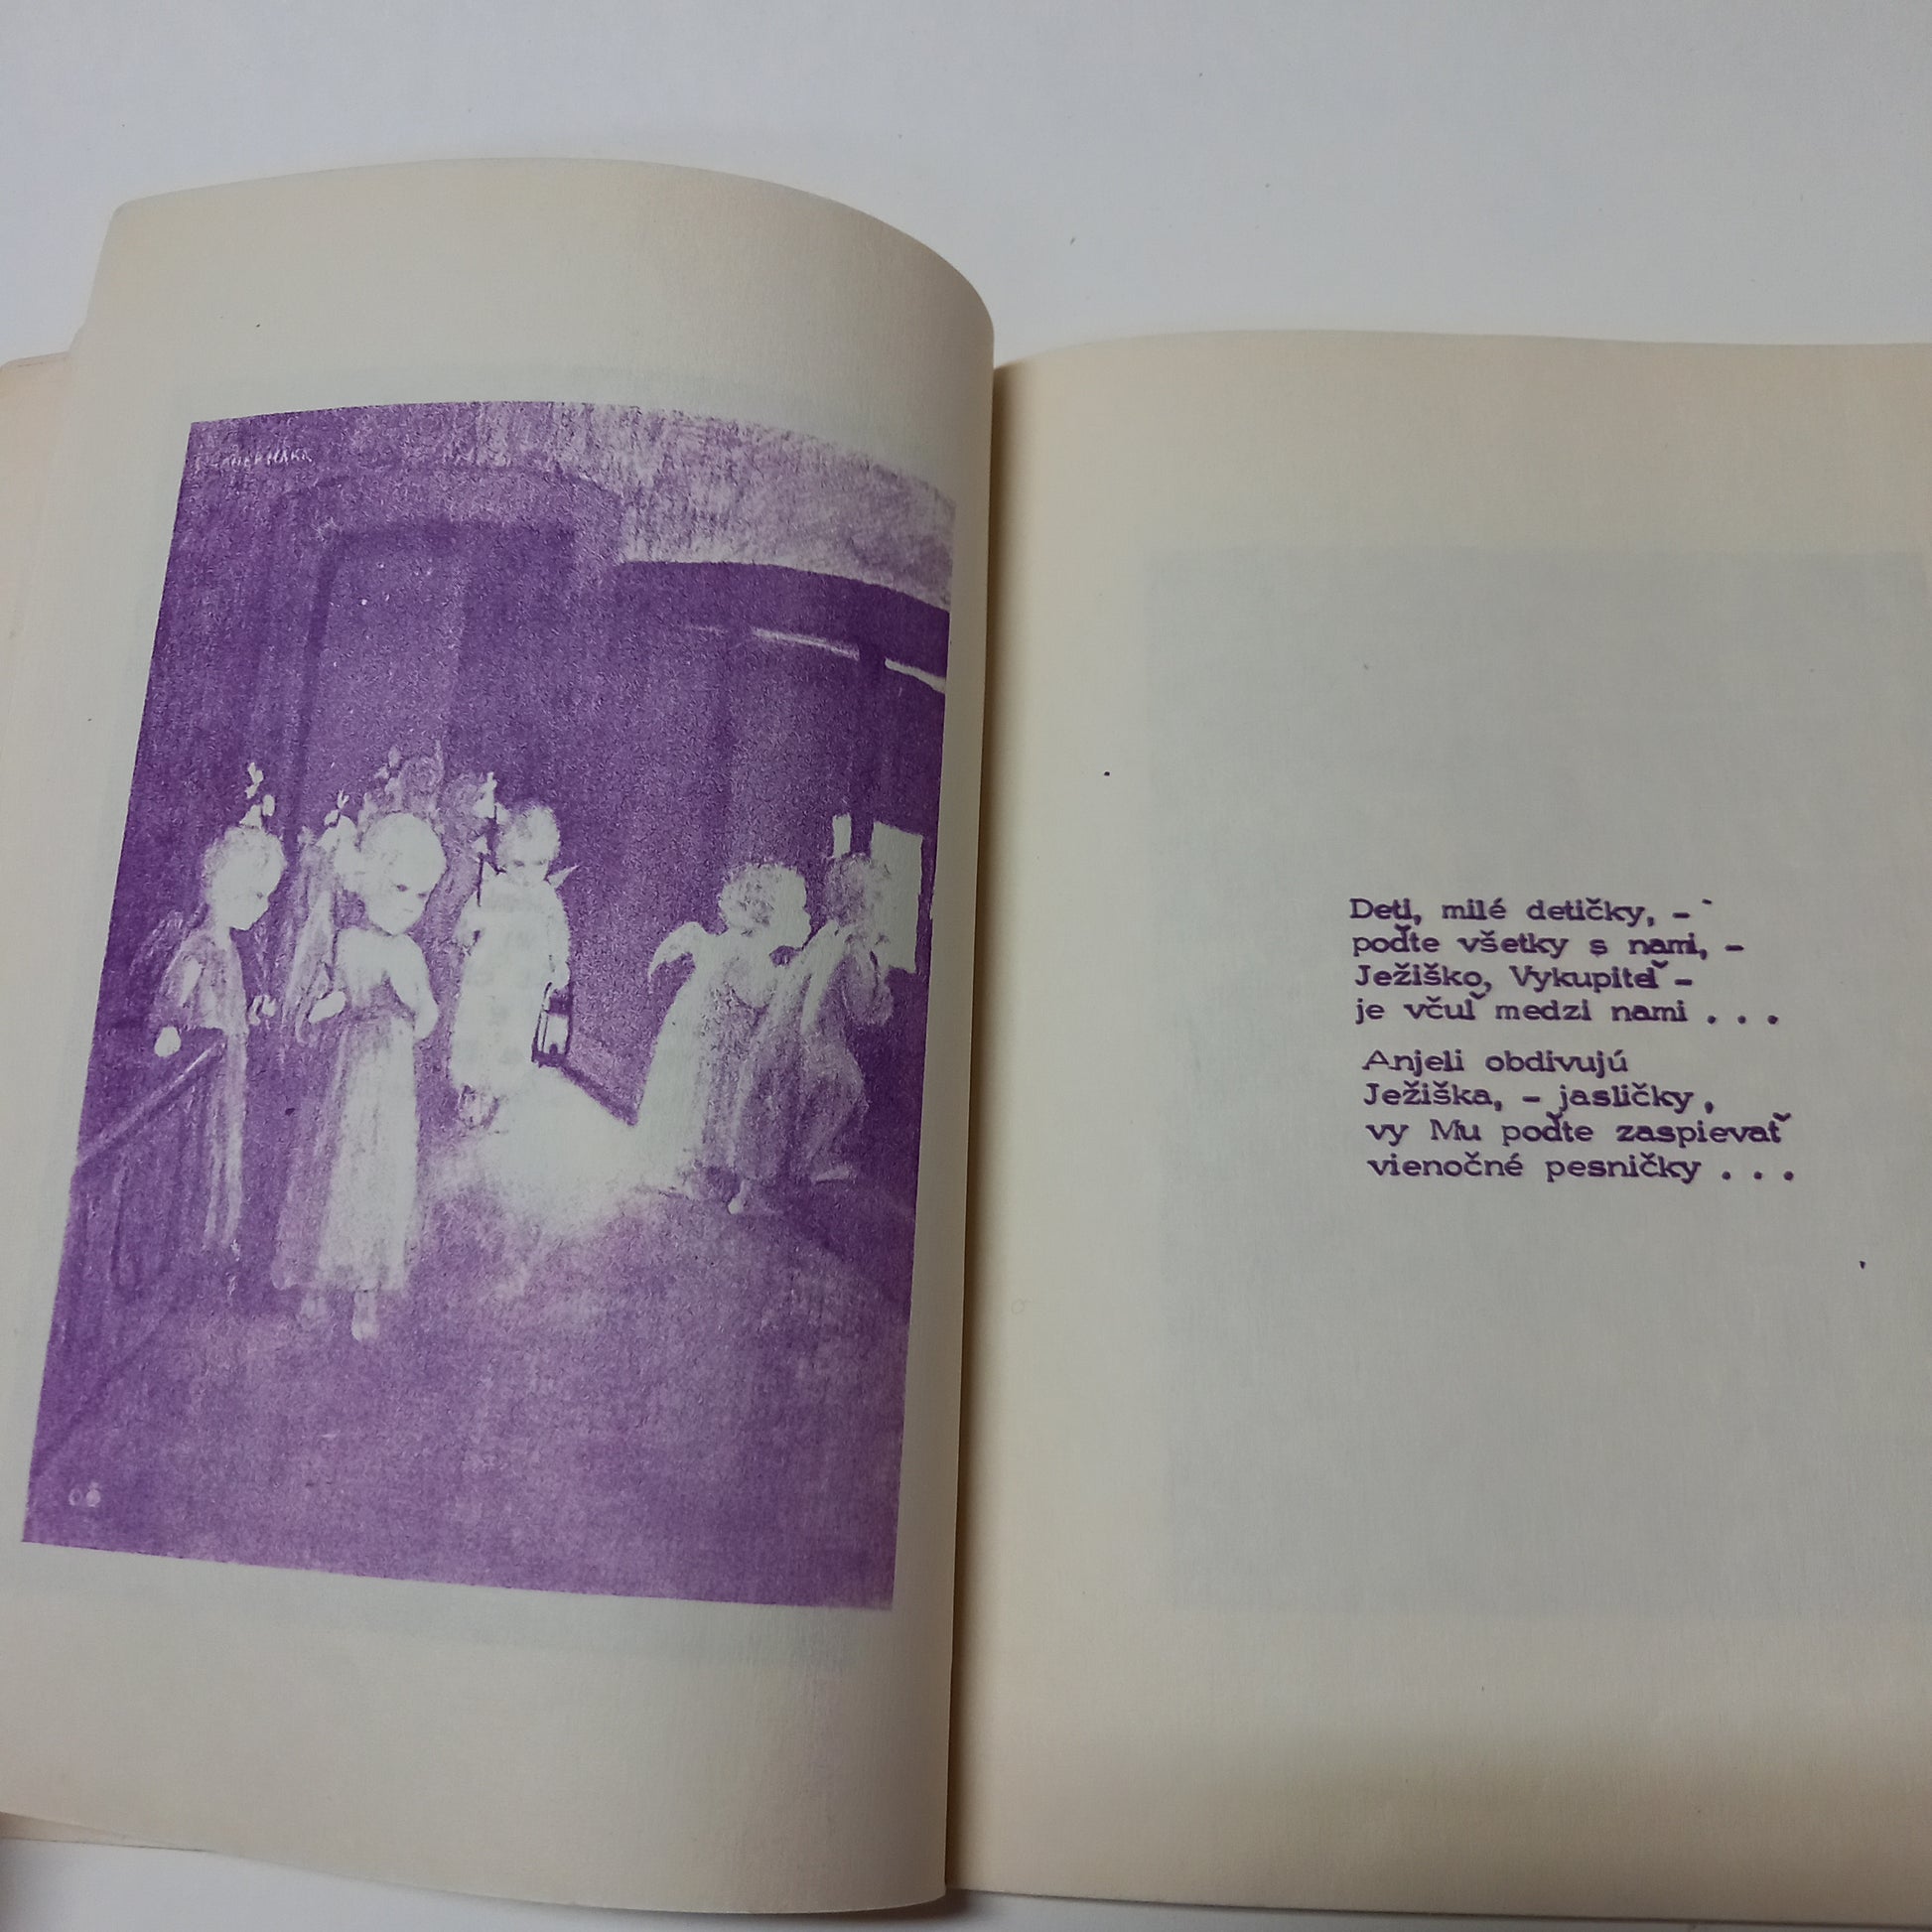 Deti, milé detičky, -
poďte všetky s nami, -
Ježiško, Vykupiteľ -
je včuľ medzi nami . . .
Anjeli obdivujú
Ježiška, - jasličky,
vy Mu poďte zaspievať
vienočné pesničky . . .